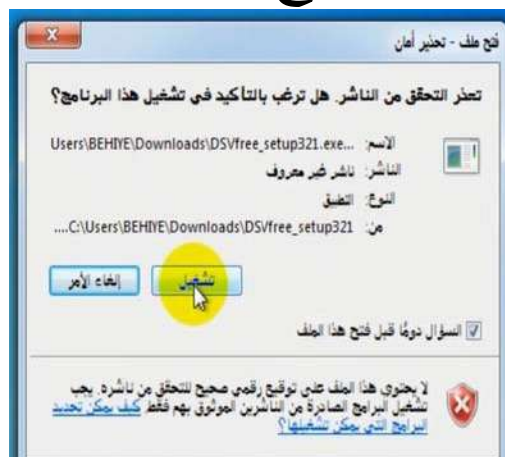 فتح ملف - تحذير أمان
تعذر التحقق من الناشر. هل ترغب بالتأكيد في تشغيل هذا البرنامج؟
الاسم: Users\BEHIYE\Downloads\DSVfree_setup321.exe...
الناشر: ناشر غير معروف
النوع: التطبيق
من: C:\Users\BEHIYE\Downloads\DSVfree_setup321....
تشغيل
إلغاء الأمر
السؤال دومًا قبل فتح هذا الملف
لا يحتوي هذا الملف على توقيع رقمي صحيح للتحقق من ناشره. يجب
تشغيل البرامج الصادرة من الناشرين الموثوق بهم فقط كيف يمكن تحديد
البرامج التي يمكن تشغيلها؟